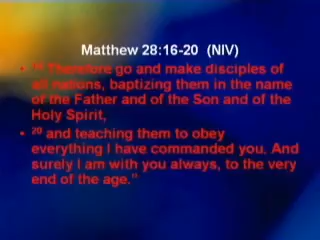 Matthew 28:16-20 (NIV)
• Therefore go and make disciples of
all nations, baptizing them in the name
of the Father and of the Son and of the
Holy Spirit,
• 20 and teaching them to obey
everything I have commanded you. And
surely I am with you always, to the very
end of the age.”